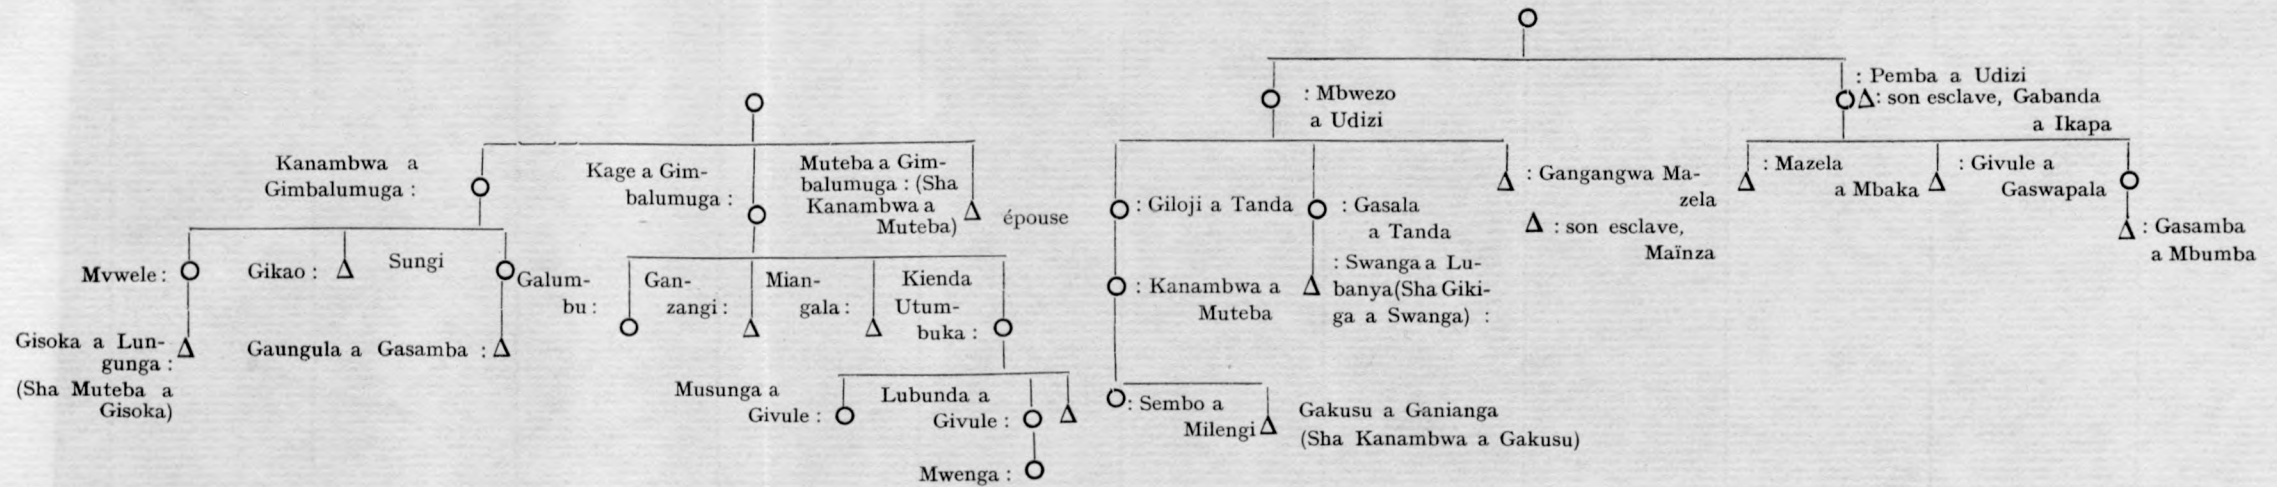 : Mbwezo
a Udizi
: Pemba a Udizi
Δ: son esclave, Gabanda
a Ikapa
Kanambwa a
Gimbalumuga :
Kage a Gim-
balumuga :
Muteba a Gim-
balumuga : (Sha
Kanambwa a
Muteba)
épouse
: Giloji a Tanda
: Gasala
a Tanda
: Gangangwa Ma-
zela
Δ : son esclave,
Maïnza
: Mazela
a Mbaka
: Givule a
Gaswapala
: Gasamba
a Mbumba
Mvwele :
Gikao :
Sungi
Galum-
bu :
Gan-
zangi :
Mian-
gala :
Kienda
Utum-
buka :
: Kanambwa a
Muteba
: Swanga a Lu-
banya(Sha Giki-
ga a Swanga) :
Gisoka a Lun-
gunga :
(Sha Muteba a
Gisoka)
Gaungula a Gasamba :
Musunga a
Givule :
Lubunda a
Givule :
: Sembo a
Milengi
Gakusu a Ganianga
(Sha Kanambwa a Gakusu)
Mwenga :